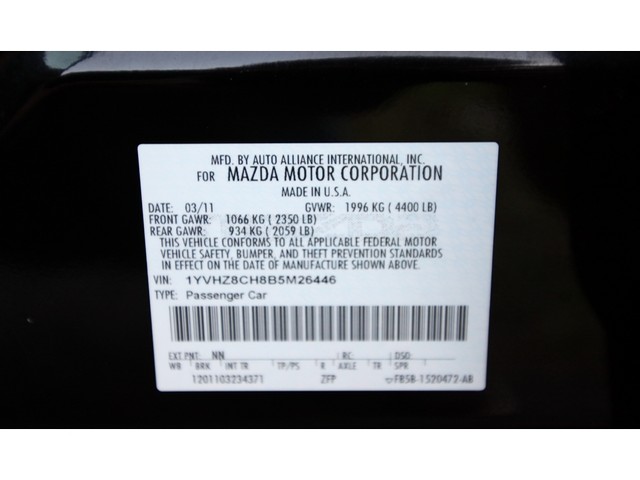 MFD. BY AUTO ALLIANCE INTERNATIONAL, INC.
FOR MAZDA MOTOR CORPORATION
MADE IN U.S.A.
DATE: 03/11 GVWR: 1996 KG ( 4400 LB)
FRONT GAWR: 1066 KG ( 2350 LB)
REAR GAWR: 934 KG ( 2059 LB)
THIS VEHICLE CONFORMS TO ALL APPLICABLE FEDERAL MOTOR
VEHICLE SAFETY, BUMPER, AND THEFT PREVENTION STANDARDS
IN EFFECT ON THE DATE OF MANUFACTURE SHOWN ABOVE.
VIN: 1YVHZ8CH8B5M26446
TYPE: Passenger Car
EXT PNT: NN RC: DSO:
WB BRK INT TR TP/PS R AXLE TR SPR
1201103234371 ZFP FB5B-1520472-AB